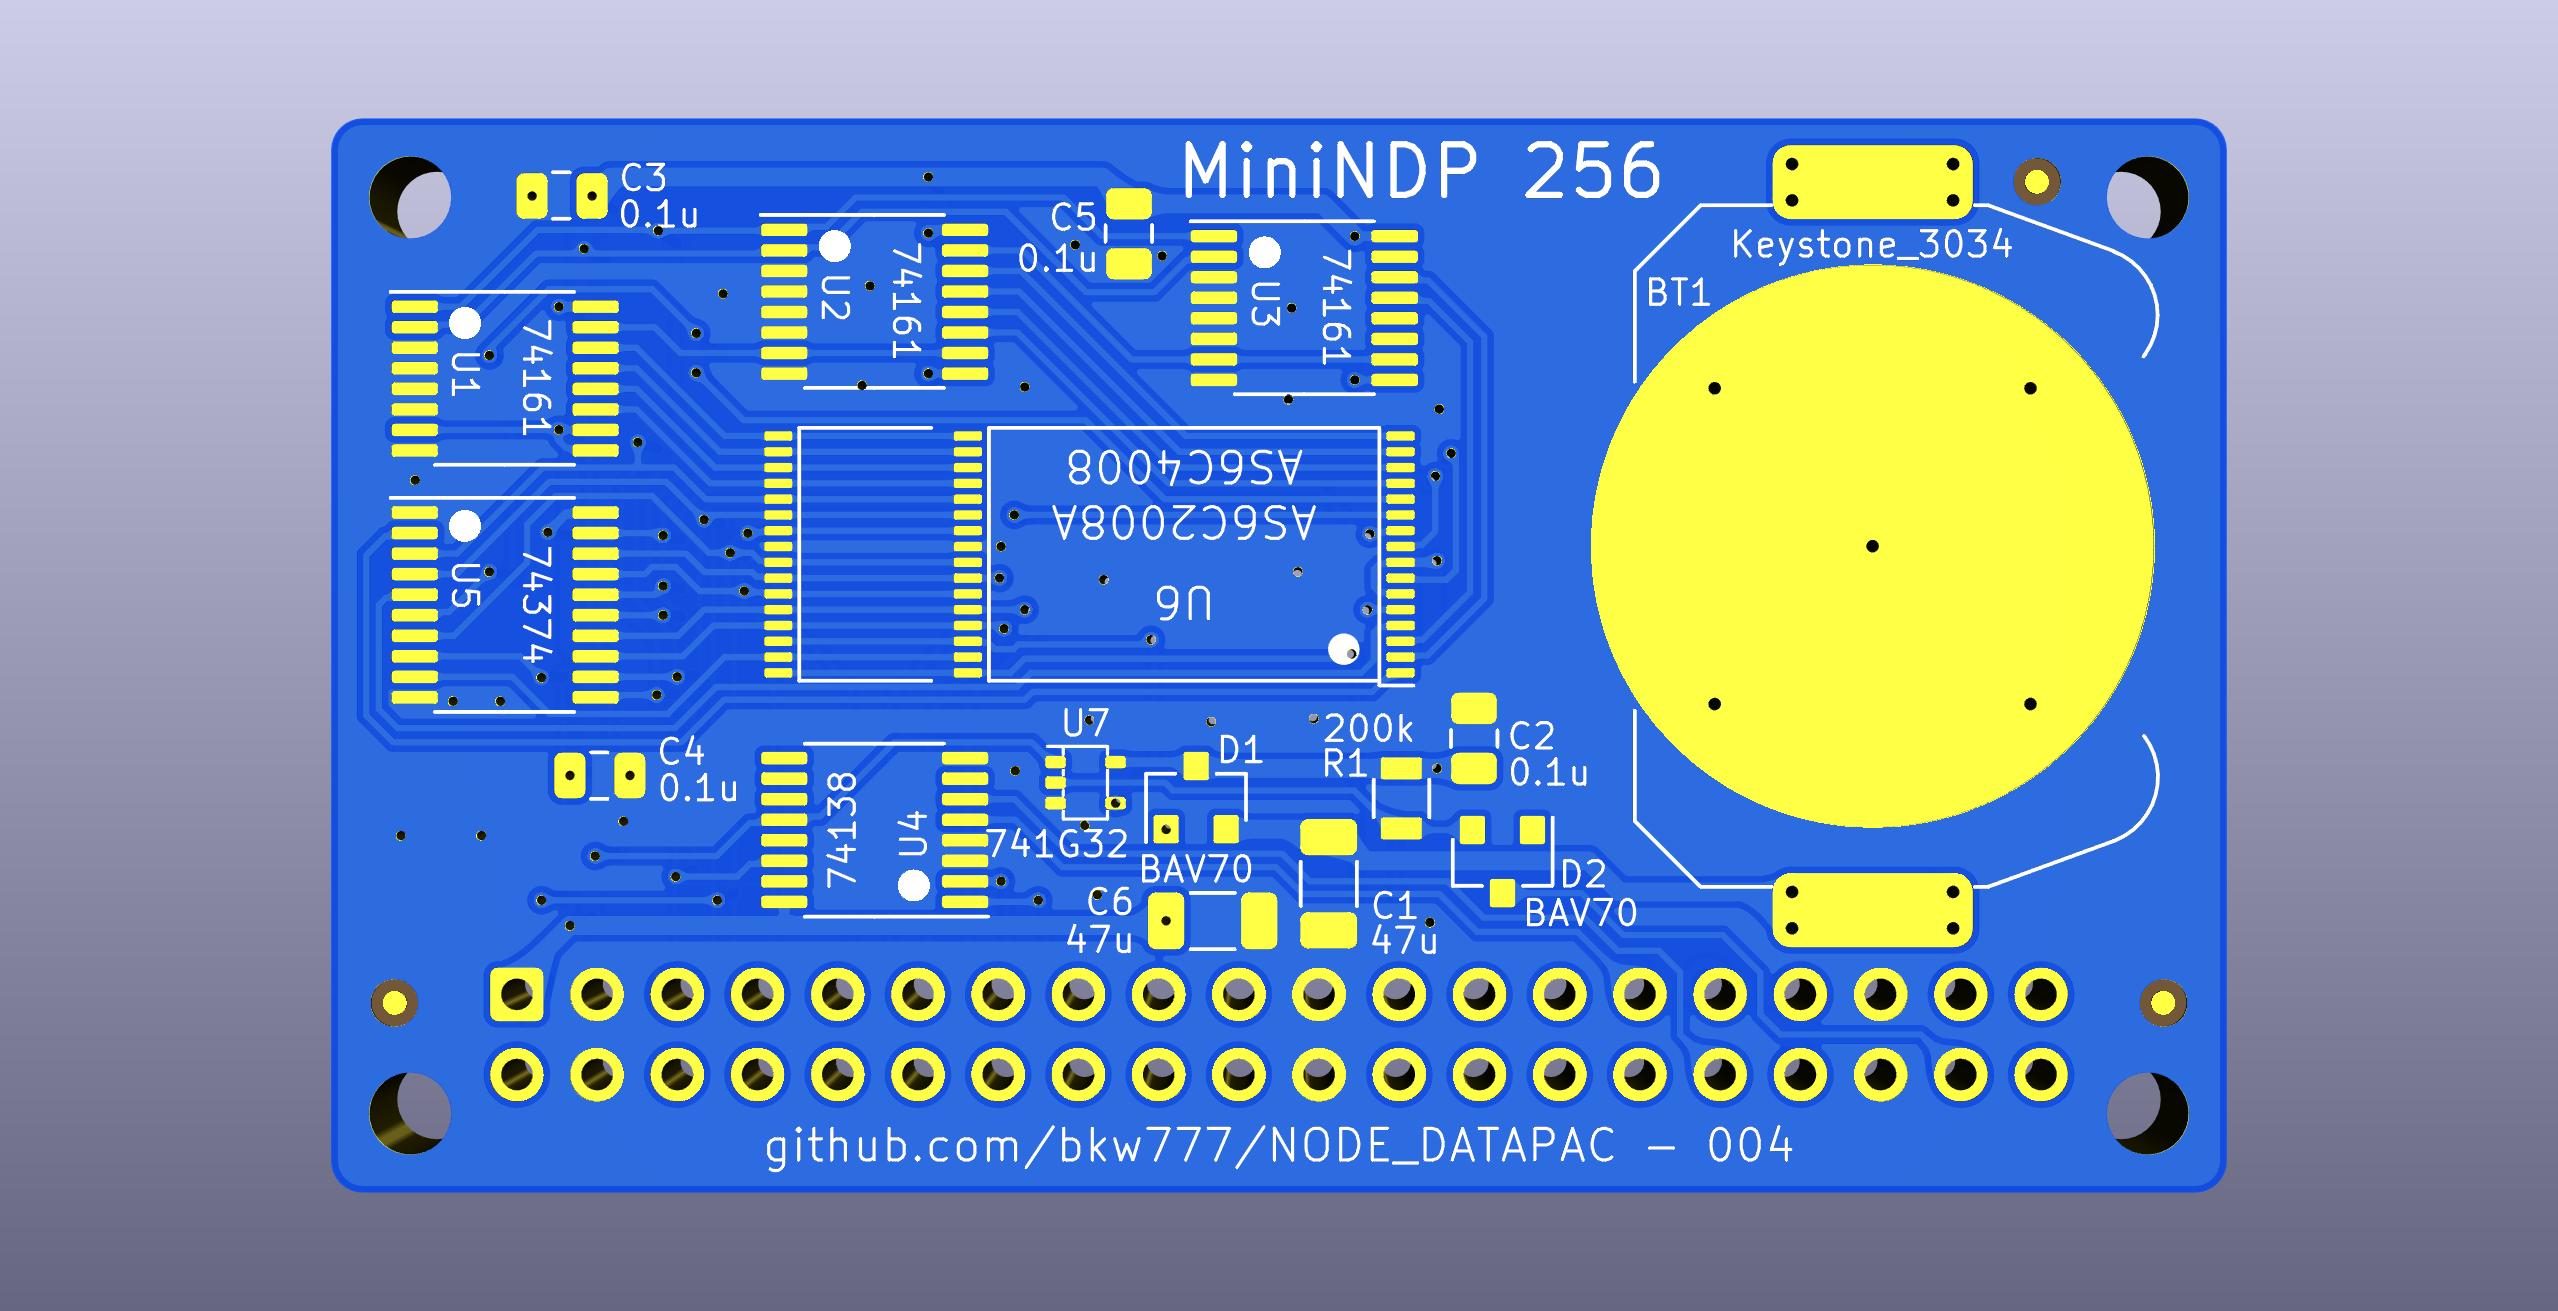 MiniNDP 256
C3
0.1u
C5
0.1u
U2
74161
U3
74161
Keystone_3034
BT1
U1
74161
AS6C4008
AS6C2008A
U6
U5
74374
U7
741G32
D1
BAV70
200k
R1
C2
0.1u
C4
0.1u
74138
U4
D2
BAV70
C6
47u
C1
47u
github.com/bkw777/NODE_DATAPAC - 004